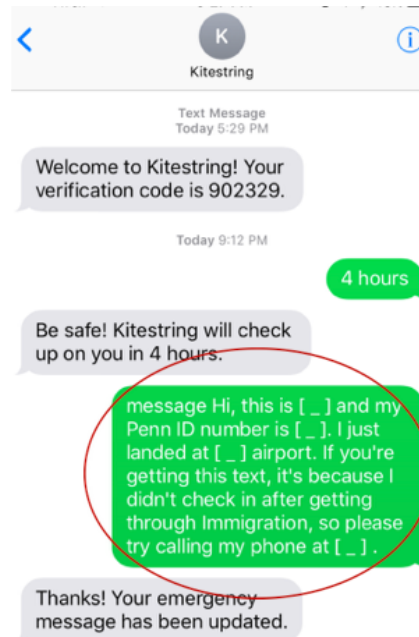 K
Kitestring
Text Message
Today 5:29 PM
Welcome to Kitestring! Your
verification code is 902329.
Today 9:12 PM
4 hours
Be safe! Kitestring will check
up on you in 4 hours.
message Hi, this is [ _ ] and my
Penn ID number is [ _ ]. I just
landed at [ _ ] airport. If you're
getting this text, it's because I
didn't check in after getting
through Immigration, so please
try calling my phone at [ _ ] .
Thanks! Your emergency
message has been updated.